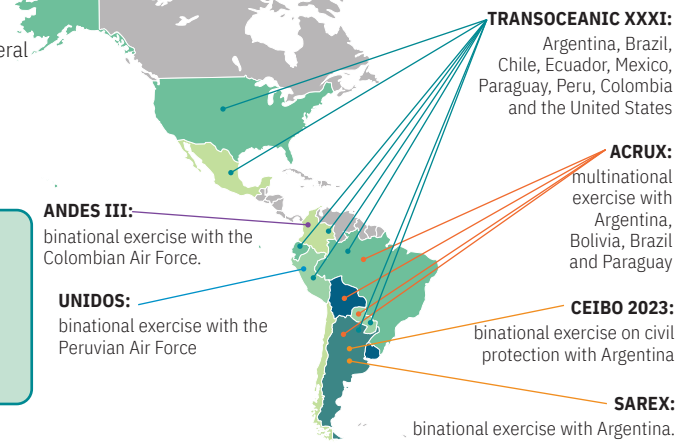 eral
TRANSOCEANIC XXXI:
Argentina, Brazil,
Chile, Ecuador, Mexico,
Paraguay, Peru, Colombia
and the United States
ACRUX:
multinational
exercise with
Argentina,
Bolivia, Brazil
and Paraguay
ANDES III:
binational exercise with the
Colombian Air Force.
UNIDOS:
binational exercise with the
Peruvian Air Force
CEIBO 2023:
binational exercise on civil
protection with Argentina
SAREX:
binational exercise with Argentina.